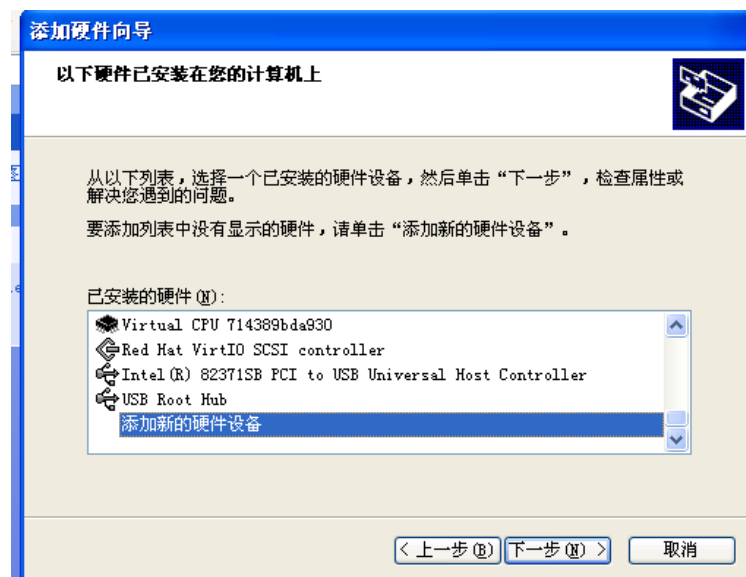 添加硬件向导
以下硬件已安装在您的计算机上
从以下列表，选择一个已安装的硬件设备，然后单击“下一步”，检查属性或
解决您遇到的问题。
要添加列表中没有显示的硬件，请单击“添加新的硬件设备”。
已安装的硬件(N):
Virtual CPU 714389bda930
Red Hat VirtIO SCSI controller
Intel(R) 82371SB PCI to USB Universal Host Controller
USB Root Hub
添加新的硬件设备
< 上一步(B) 下一步(N) > 取消